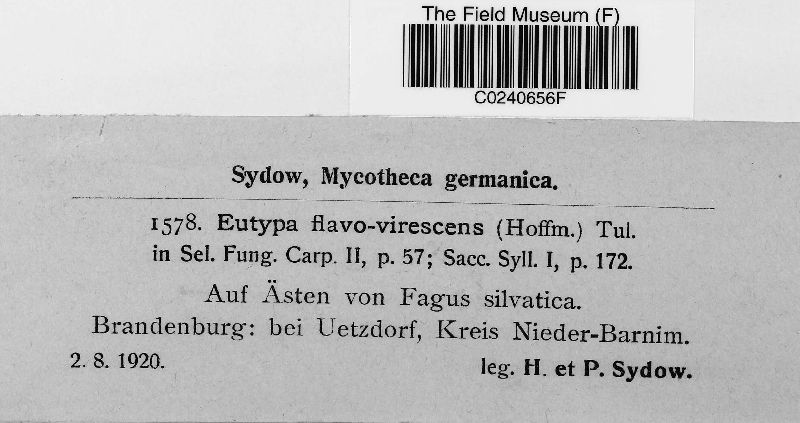 The Field Museum (F)
C0240656F
Sydow, Mycotheca germanica.
1578. Eutypa flavo-virescens (Hoffm.) Tul.
in Sel. Fung. Carp. II, p. 57; Sacc. Syll. I, p. 172.
Auf Ästen von Fagus silvatica.
Brandenburg: bei Uetzdorf, Kreis Nieder-Barnim.
2. 8. 1920. leg. H. et P. Sydow.